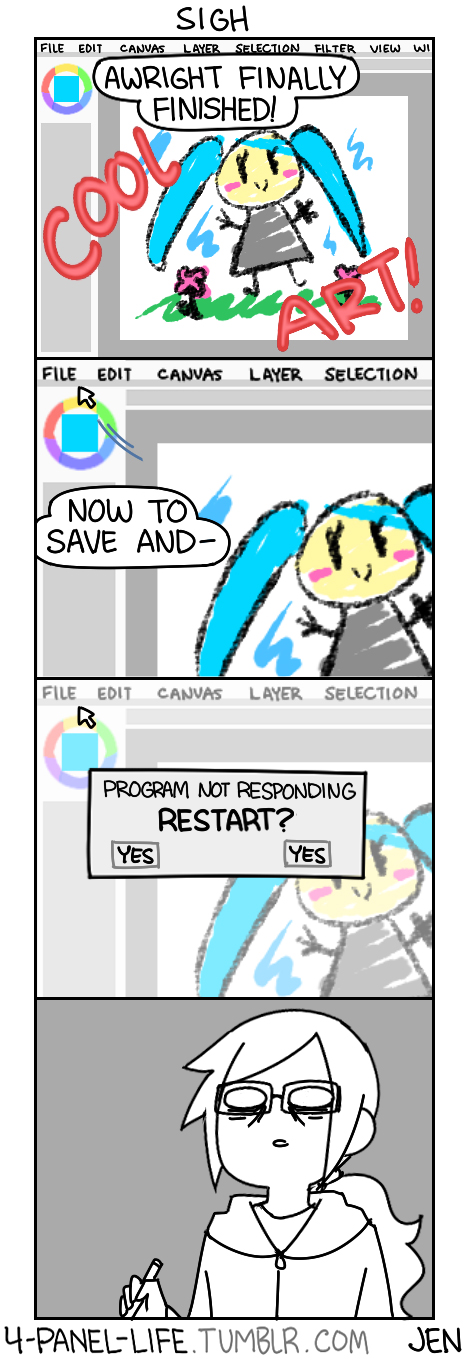 SIGH
FILE EDIT CANVAS LAYER SELECTION FILTER VIEW WI
AWRIGHT FINALLY
FINISHED!
COOL
ART!
FILE EDIT CANVAS LAYER SELECTION
NOW TO
SAVE AND-
FILE EDIT CANVAS LAYER SELECTION
PROGRAM NOT RESPONDING
RESTART?
YES YES
4-PANEL-LIFE.TUMBLR.COM JEN